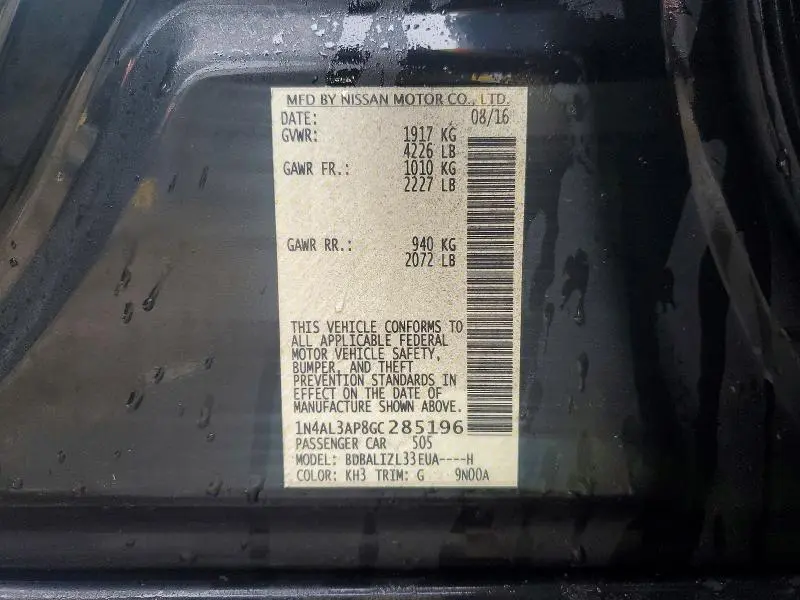 MFD BY NISSAN MOTOR CO., LTD.
DATE: 08/16
GVWR: 1917 KG
4226 LB
GAWR FR.: 1010 KG
2227 LB
GAWR RR.: 940 KG
2072 LB
THIS VEHICLE CONFORMS TO
ALL APPLICABLE FEDERAL
MOTOR VEHICLE SAFETY,
BUMPER, AND THEFT
PREVENTION STANDARDS IN
EFFECT ON THE DATE OF
MANUFACTURE SHOWN ABOVE.
1N4AL3AP8GC285196
PASSENGER CAR 505
MODEL: BDBALIZL33EUA----H
COLOR: KH3 TRIM: G 9N00A